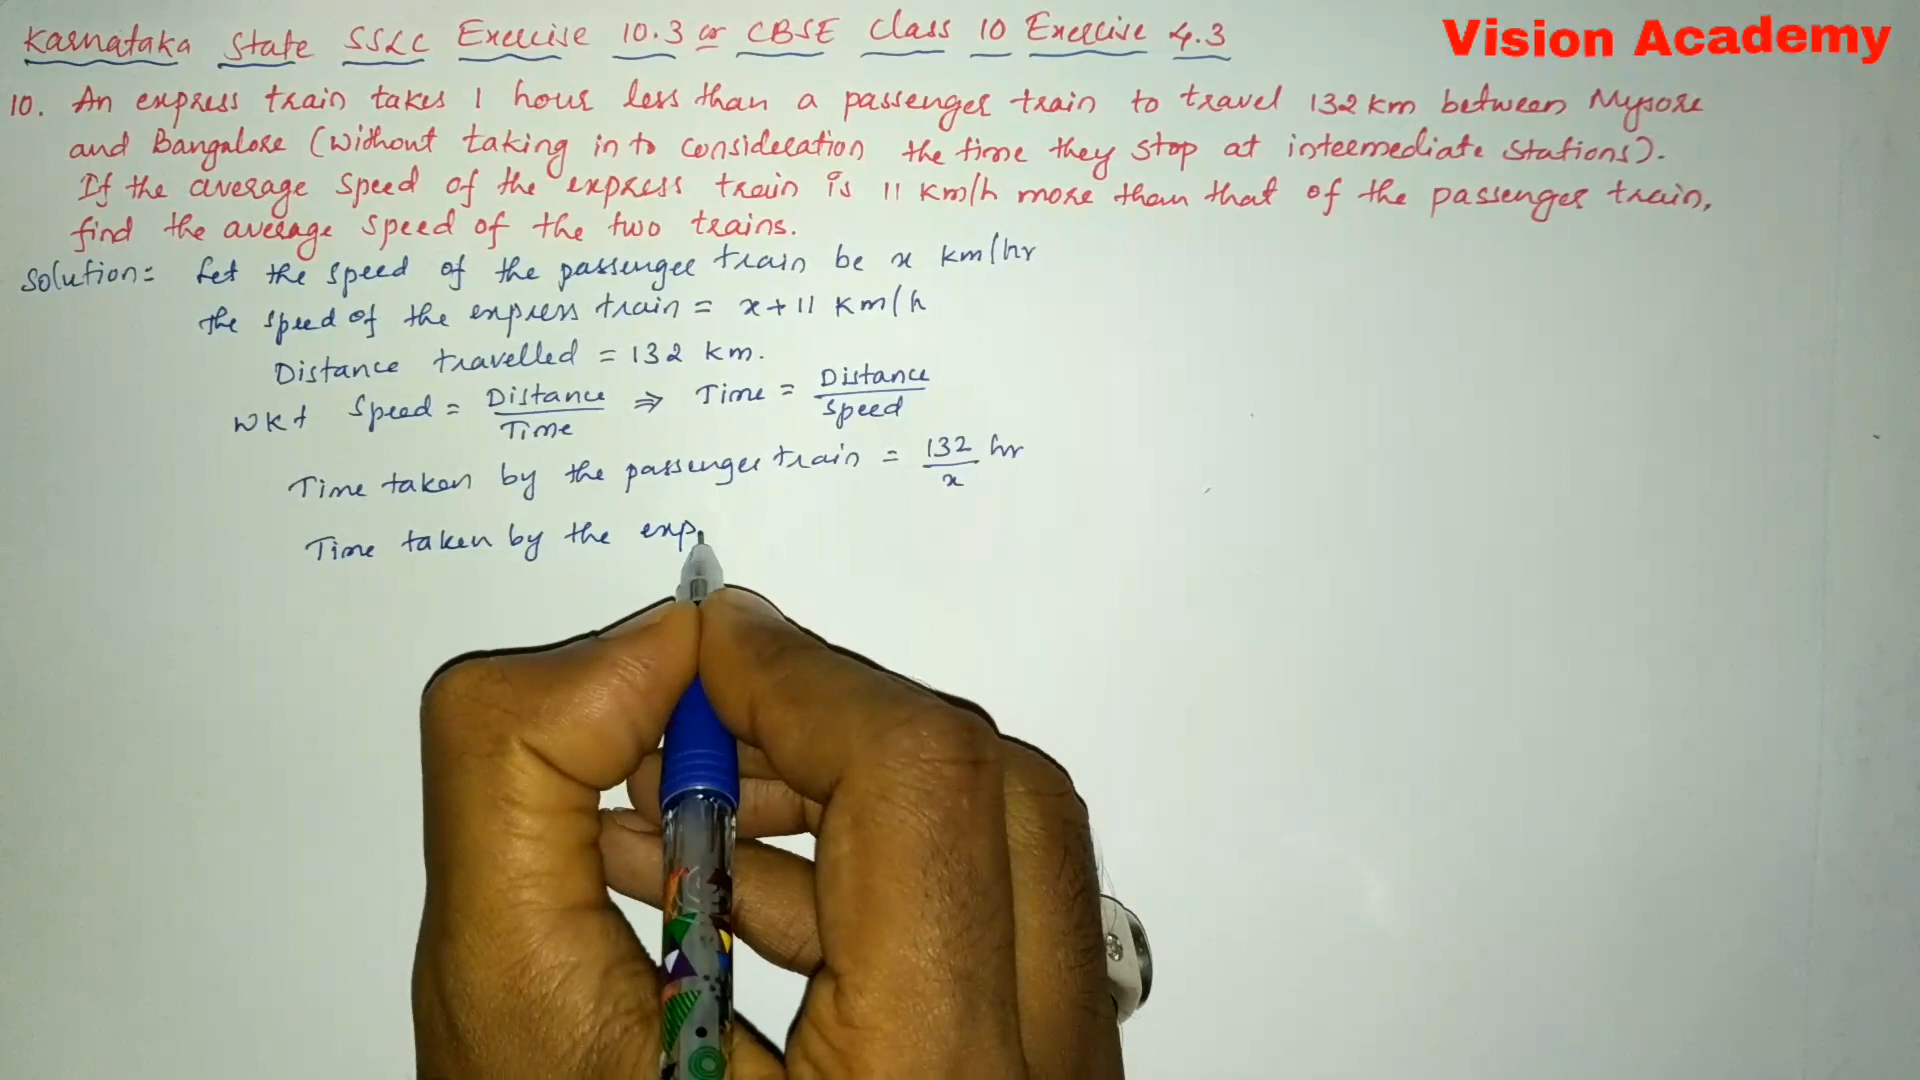 Karnataka State SSLC Exercise 10.3 or CBSE Class 10 Exercise 4.3
Vision Academy
10. An express train takes 1 hour less than a passenger train to travel 132 km between Mysore
and Bangalore (without taking in to consideration the time they stop at intermediate stations).
If the average speed of the express train is 11 km/h more than that of the passenger train,
find the average speed of the two trains.
Solution:= Let the speed of the passenger train be x km/hr
The speed of the express train = x+11 km/h
Distance travelled = 132 km.
WKt Speed = Distance/Time ⇒ Time = Distance/Speed
Time taken by the passenger train = 132/x hr
Time taken by the exp